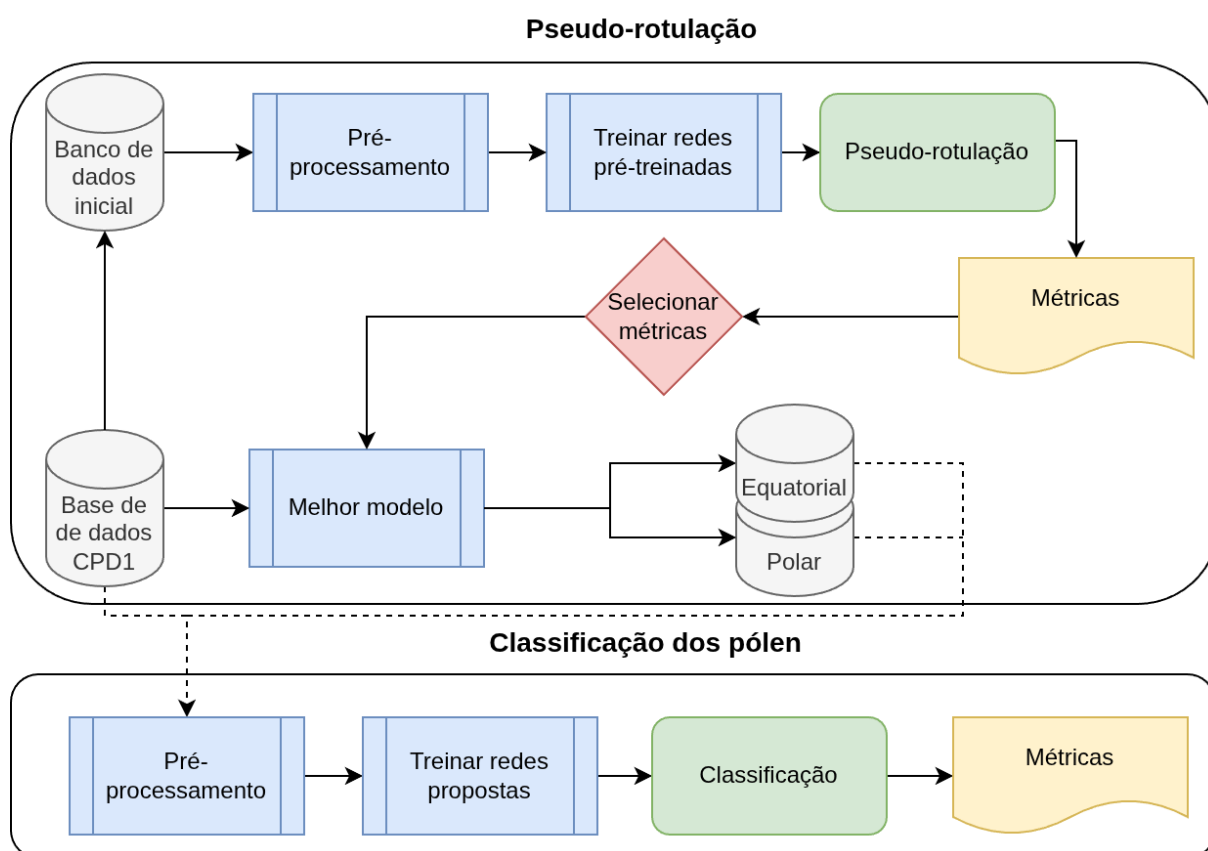 Pseudo-rotulação
Banco de
dados
inicial
Pré-
processamento
Treinar redes
pré-treinadas
Pseudo-rotulação
Métricas
Selecionar
métricas
Base de
de dados
CPD1
Melhor modelo
Equatorial
Polar
Classificação dos pólen
Pré-
processamento
Treinar redes
propostas
Classificação
Métricas